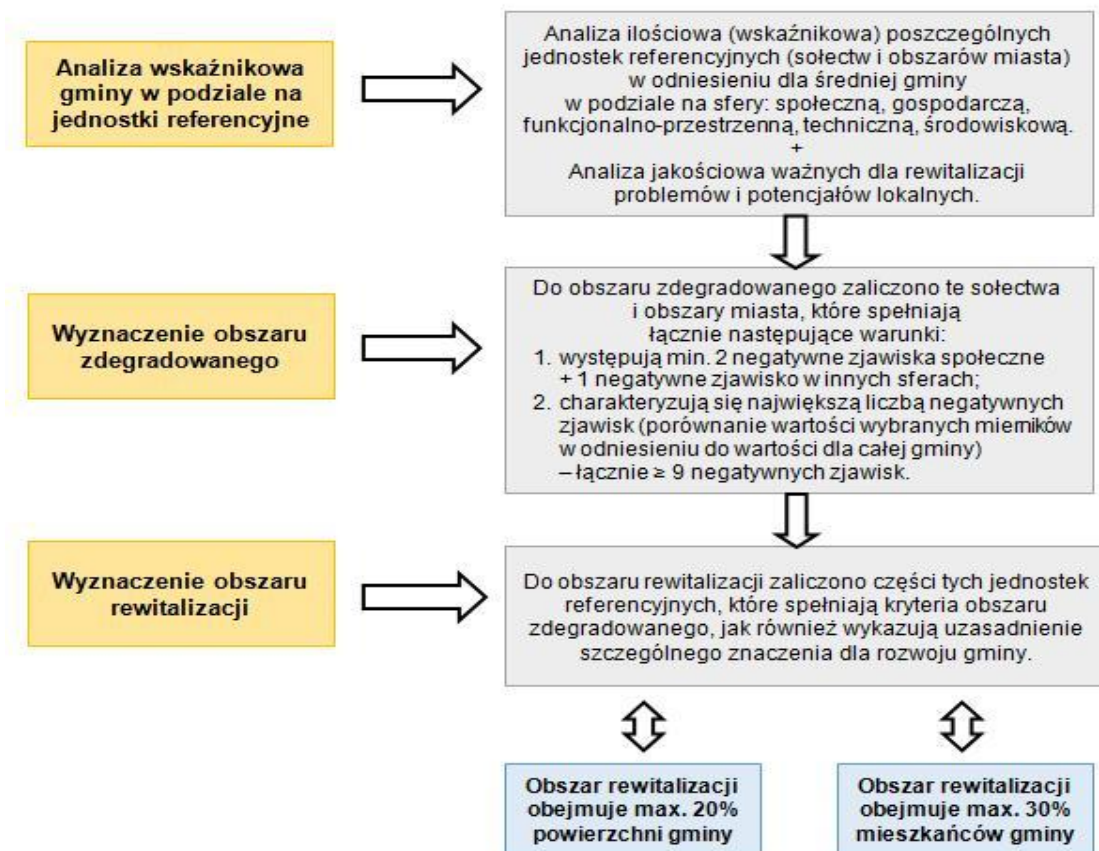 Analiza wskaźnikowa
gminy w podziale na
jednostki referencyjne
Analiza ilościowa (wskaźnikowa) poszczególnych
jednostek referencyjnych (sołectw i obszarów miasta)
w odniesieniu dla średniej gminy
w podziale na sfery: społeczną, gospodarczą,
funkcjonalno-przestrzenną, techniczną, środowiskową.
+
Analiza jakościowa ważnych dla rewitalizacji
problemów i potencjałów lokalnych.
Wyznaczenie obszaru
zdegradowanego
Do obszaru zdegradowanego zaliczono te sołectwa
i obszary miasta, które spełniają
łącznie następujące warunki:
1. występują min. 2 negatywne zjawiska społeczne
+ 1 negatywne zjawisko w innych sferach;
2. charakteryzują się największą liczbą negatywnych
zjawisk (porównanie wartości wybranych mierników
w odniesieniu do wartości dla całej gminy)
– łącznie ≥ 9 negatywnych zjawisk.
Wyznaczenie obszaru
rewitalizacji
Do obszaru rewitalizacji zaliczono części tych jednostek
referencyjnych, które spełniają kryteria obszaru
zdegradowanego, jak również wykazują uzasadnienie
szczególnego znaczenia dla rozwoju gminy.
Obszar rewitalizacji
obejmuje max. 20%
powierzchni gminy
Obszar rewitalizacji
obejmuje max. 30%
mieszkańców gminy